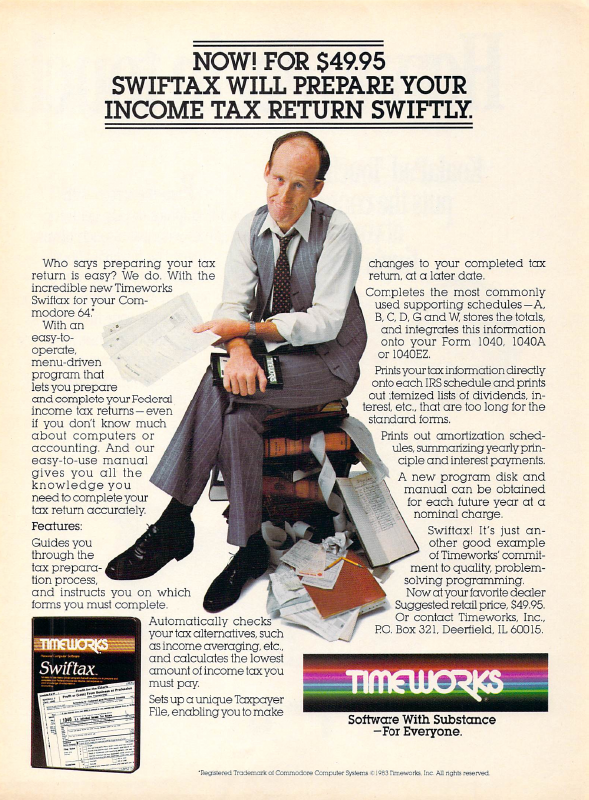 NOW! FOR $49.95
SWIFTAX WILL PREPARE YOUR
INCOME TAX RETURN SWIFTLY.
Who says preparing your tax
return is easy? We do. With the
incredible new Timeworks
Swiftax for your Com-
modore 64.*
With an
easy-to-
operate,
menu-driven
program that
lets you prepare
and complete your Federal
income tax returns—even
if you don't know much
about computers or
accounting. And our
easy-to-use manual
gives you all the
knowledge you
need to complete your
tax return accurately.
Features:
Guides you
through the
tax prepara-
tion process,
and instructs you on which
forms you must complete.
Automatically checks
your tax alternatives, such
as income averaging, etc.,
and calculates the lowest
amount of income tax you
must pay.
Sets up a unique Taxpayer
File, enabling you to make
changes to your completed tax
return, at a later date.
Completes the most commonly
used supporting schedules—A,
B, C, D, G and W, stores the totals,
and integrates this information
onto your Form 1040, 1040A
or 1040EZ.
Prints your tax information directly
onto each IRS schedule and prints
out itemized lists of dividends, in-
terest, etc., that are too long for the
standard forms.
Prints out amortization sched-
ules, summarizing yearly prin-
ciple and interest payments.
A new program disk and
manual can be obtained
for each future year at a
nominal charge.
Swiftax! It's just an-
other good example
of Timeworks' commit-
ment to quality, problem-
solving programming.
Now at your favorite dealer
Suggested retail price, $49.95.
Or contact Timeworks, Inc.,
P.O. Box 321, Deerfield, IL 60015.
TIMEWORKS
Swiftax
1040
TIMEWORKS
Software With Substance
—For Everyone.
*Registered Trademark of Commodore Computer Systems © 1983 Timeworks, Inc. All rights reserved.